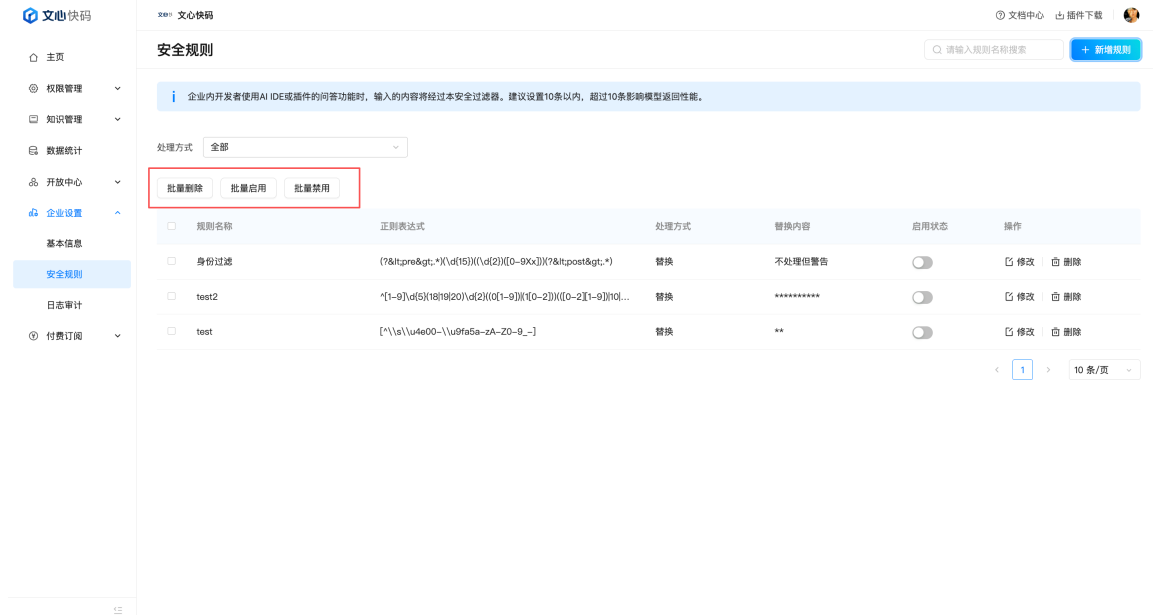 文心快码
文心快码
文档中心
插件下载
主页
权限管理
知识管理
数据统计
开放中心
企业设置
基本信息
安全规则
日志审计
付费订阅
安全规则
请输入规则名称搜索
+ 新增规则
企业内开发者使用AI IDE或插件的问答功能时，输入的内容将经过本安全过滤器。建议设置10条以内，超过10条影响模型返回性能。
处理方式 全部
批量删除 批量启用 批量禁用
规则名称 正则表达式 处理方式 替换内容 启用状态 操作
身份过滤 (?&lt;pre&gt;.*)(\d{15})((\d{2})([0-9Xx]))(?&lt;post&gt;.*) 替换 不处理但警告 修改 删除
test2 ^[1-9]\d{5}(18|19|20)\d{2}((0[1-9])|(1[0-2]))(([0-2][1-9])|10|... 替换 ********** 修改 删除
test [^\\s\\u4e00-\\u9fa5a-zA-Z0-9_-] 替换 ** 修改 删除
< 1 > 10 条/页